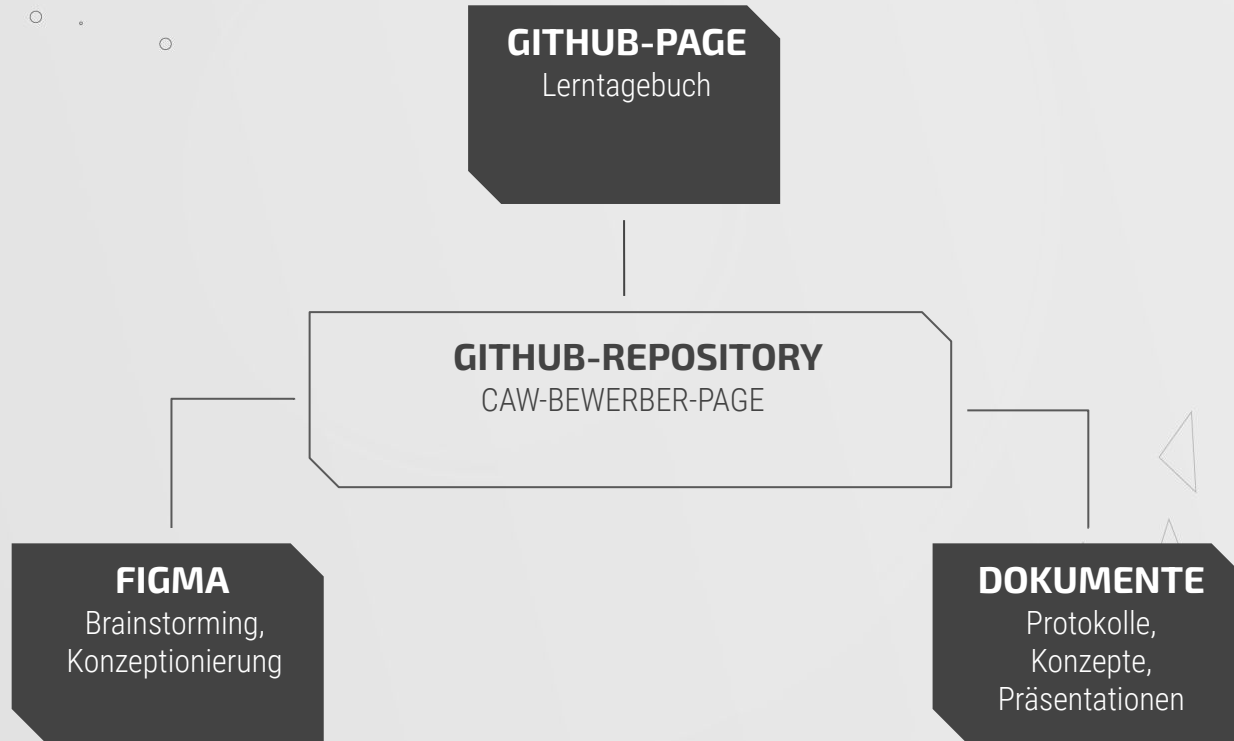 GITHUB-PAGE
Lerntagebuch
GITHUB-REPOSITORY
CAW-BEWERBER-PAGE
FIGMA
Brainstorming,
Konzeptionierung
DOKUMENTE
Protokolle,
Konzepte,
Präsentationen